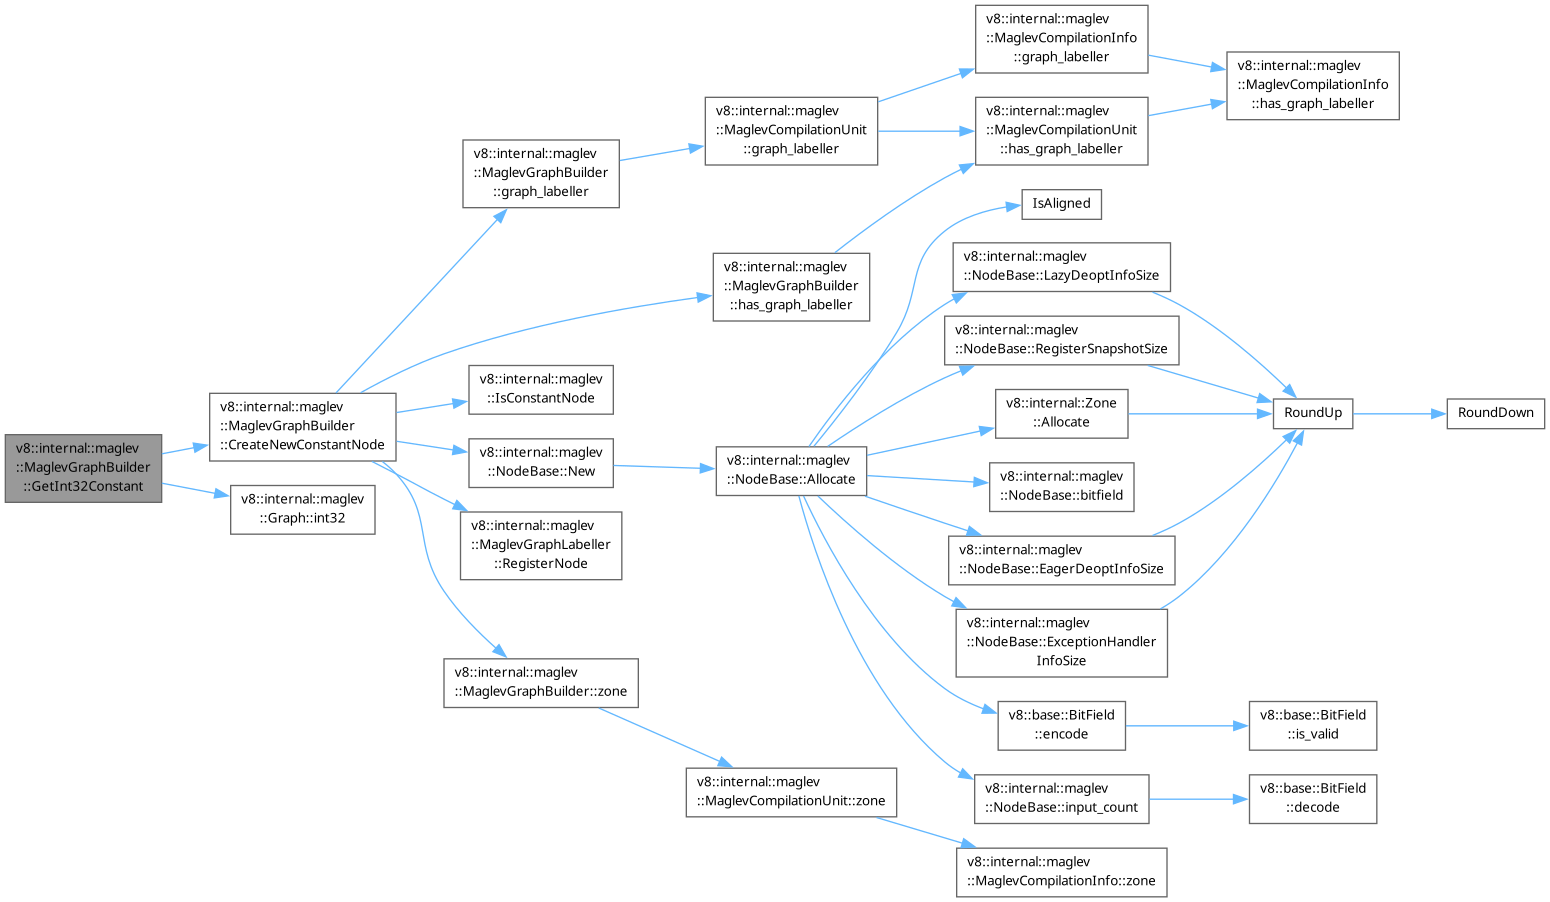 v8::internal::maglev
::MaglevGraphBuilder
::GetInt32Constant
v8::internal::maglev
::MaglevGraphBuilder
::CreateNewConstantNode
v8::internal::maglev
::Graph::int32
v8::internal::maglev
::MaglevGraphBuilder
::graph_labeller
v8::internal::maglev
::IsConstantNode
v8::internal::maglev
::NodeBase::New
v8::internal::maglev
::MaglevGraphLabeller
::RegisterNode
v8::internal::maglev
::MaglevGraphBuilder::zone
v8::internal::maglev
::MaglevCompilationUnit
::graph_labeller
v8::internal::maglev
::MaglevGraphBuilder
::has_graph_labeller
v8::internal::maglev
::NodeBase::Allocate
v8::internal::maglev
::MaglevCompilationUnit::zone
v8::internal::maglev
::MaglevCompilationInfo
::graph_labeller
v8::internal::maglev
::MaglevCompilationUnit
::has_graph_labeller
IsAligned
v8::internal::maglev
::NodeBase::LazyDeoptInfoSize
v8::internal::maglev
::NodeBase::RegisterSnapshotSize
v8::internal::Zone
::Allocate
v8::internal::maglev
::NodeBase::bitfield
v8::internal::maglev
::NodeBase::EagerDeoptInfoSize
v8::internal::maglev
::NodeBase::ExceptionHandler
InfoSize
v8::base::BitField
::encode
v8::internal::maglev
::NodeBase::input_count
v8::internal::maglev
::MaglevCompilationInfo::zone
v8::internal::maglev
::MaglevCompilationInfo
::has_graph_labeller
RoundUp
v8::base::BitField
::is_valid
v8::base::BitField
::decode
RoundDown